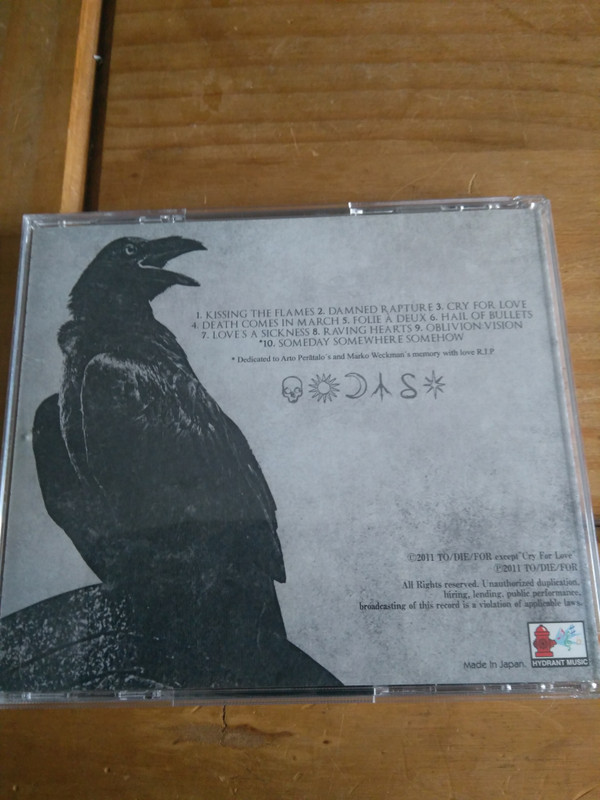 1. KISSING THE FLAMES 2. DAMNED RAPTURE 3. CRY FOR LOVE
4. DEATH COMES IN MARCH 5. FOLIE À DEUX 6. HAIL OF BULLETS
7. LOVE'S A SICKNESS 8. RAVING HEARTS 9. OBLIVION:VISION
*10. SOMEDAY SOMEWHERE SOMEHOW
* Dedicated to Arto Perätalo's and Marko Weckman's memory with love R.I.P
©2011 TO/DIE/FOR except"Cry For Love"
℗2011 TO/DIE/FOR
All Rights reserved. Unauthorized duplication,
hiring, lending, public performance,
broadcasting of this record is a violation of applicable laws.
Made In Japan.
HYDRANT MUSIC